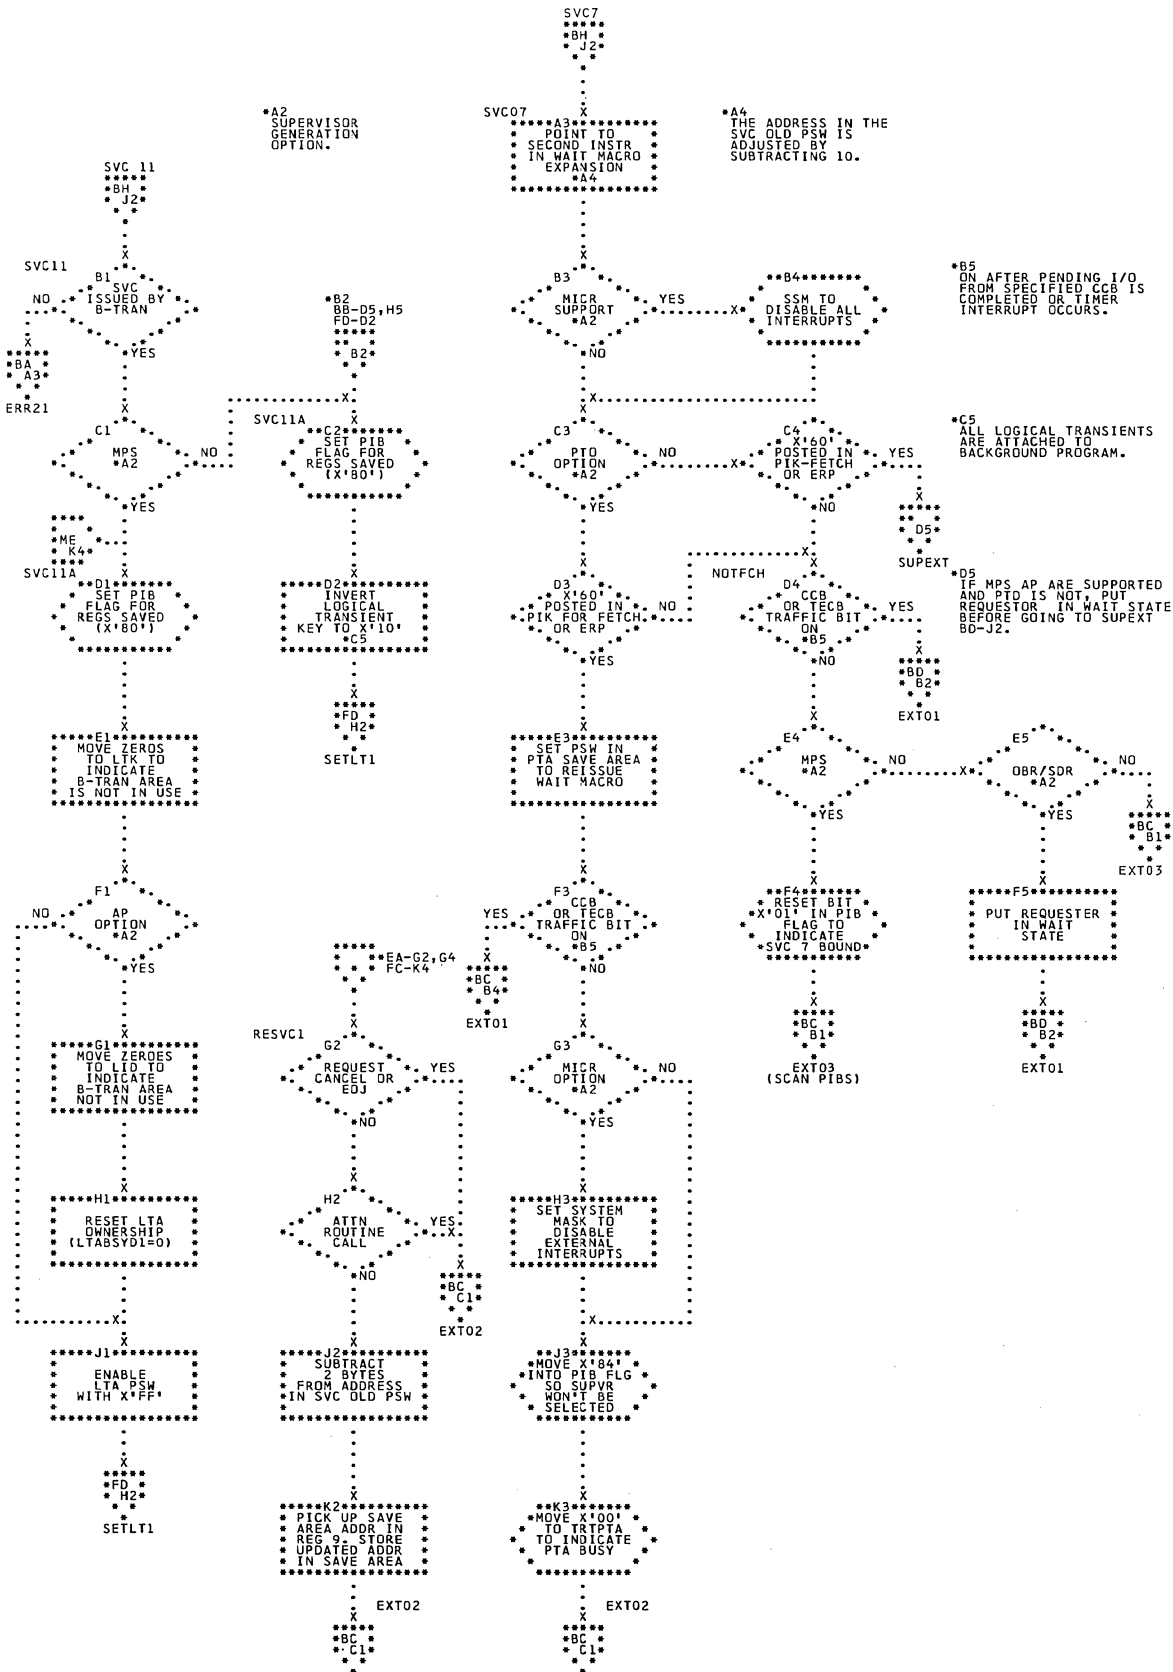 SVC7
BH
J2
*A2
SUPERVISOR
GENERATION
OPTION.
SVC07
A3
POINT TO
SECOND INSTR
IN WAIT MACRO
EXPANSION
*A4
*A4
THE ADDRESS IN THE
SVC OLD PSW IS
ADJUSTED BY
SUBTRACTING 10.
SVC 11
BH
J2
SVC11
B1
SVC
ISSUED BY
B-TRAN
NO
YES
BA
A3
ERR21
*B2
BB-D5,H5
FD-D2
B2
B3
MICR
SUPPORT
*A2
YES
NO
B4
SSM TO
DISABLE ALL
INTERRUPTS
*B5
ON AFTER PENDING I/O
FROM SPECIFIED CCB IS
COMPLETED OR TIMER
INTERRUPT OCCURS.
C1
MPS
*A2
NO
YES
SVC11A
C2
SET PIB
FLAG FOR
REGS SAVED
(X'80')
C3
PTO
OPTION
*A2
NO
YES
C4
X'60'
POSTED IN
PIK-FETCH
OR ERP
YES
NO
D5
SUPEXT
*C5
ALL LOGICAL TRANSIENTS
ARE ATTACHED TO
BACKGROUND PROGRAM.
ME
K4
SVC11A
D1
SET PIB
FLAG FOR
REGS SAVED
(X'80')
D2
INVERT
LOGICAL
TRANSIENT
KEY TO X'10'
*C5
FD
H2
SETLT1
D3
X'60'
POSTED IN
PIK FOR FETCH
OR ERP
NO
YES
NOTFCH
D4
CCB
OR TECB
TRAFFIC BIT
ON
*B5
YES
NO
BD
B2
EXT01
*D5
IF MPS AP ARE SUPPORTED
AND PTD IS NOT, PUT
REQUESTOR IN WAIT STATE
BEFORE GOING TO SUPEXT
BD-J2.
E1
MOVE ZEROS
TO LTK TO
INDICATE
B-TRAN AREA
IS NOT IN USE
E3
SET PSW IN
PTA SAVE AREA
TO REISSUE
WAIT MACRO
E4
MPS
*A2
NO
YES
E5
OBR/SDR
*A2
NO
YES
BC
B1
EXT03
F1
AP
OPTION
*A2
NO
YES
EA-G2,G4
FC-K4
F3
CCB
OR TECB
TRAFFIC BIT
ON
*B5
YES
NO
BC
B4
EXT01
F4
RESET BIT
X'01' IN PIB
FLAG TO
INDICATE
SVC 7 BOUND
BC
B1
EXT03
(SCAN PIBS)
F5
PUT REQUESTER
IN WAIT
STATE
BD
B2
EXT01
G1
MOVE ZEROES
TO LID TO
INDICATE
B-TRAN AREA
NOT IN USE
RESVC1
G2
REQUEST
CANCEL OR
EOJ
YES
NO
G3
MICR
OPTION
*A2
NO
YES
H1
RESET LTA
OWNERSHIP
(LTABSYD1=0)
H2
ATTN
ROUTINE
CALL
YES
NO
BC
C1
EXT02
H3
SET SYSTEM
MASK TO
DISABLE
EXTERNAL
INTERRUPTS
J1
ENABLE
LTA PSW
WITH X'FF'
FD
H2
SETLT1
J2
SUBTRACT
2 BYTES
FROM ADDRESS
IN SVC OLD PSW
J3
MOVE X'84'
INTO PIB FLG
SO SUPVR
WON'T BE
SELECTED
K2
PICK UP SAVE
AREA ADDR IN
REG 9. STORE
UPDATED ADDR
IN SAVE AREA
EXT02
BC
C1
K3
MOVE X'00'
TO TRTPTA
TO INDICATE
PTA BUSY
EXT02
BC
C1